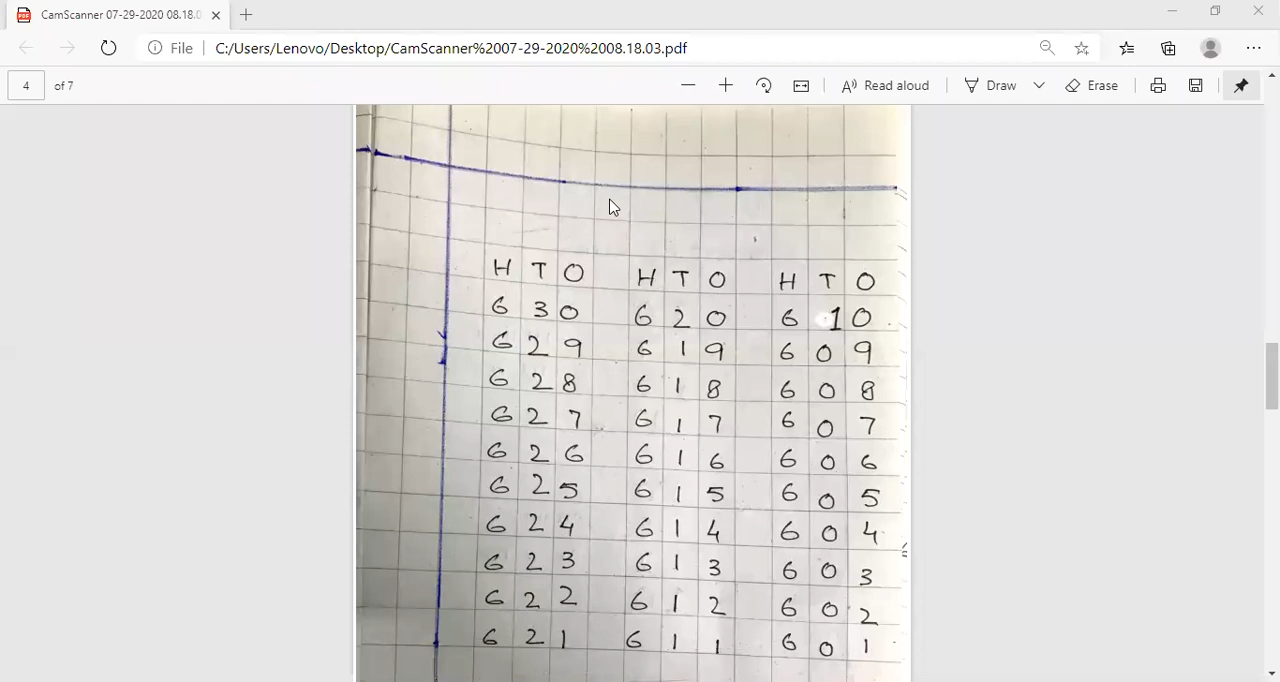 CamScanner 07-29-2020 08.18.0
File C:/Users/Lenovo/Desktop/CamScanner%2007-29-2020%2008.18.03.pdf
4 of 7 Read aloud Draw Erase
H T O H T O H T O
6 3 0 6 2 0 6 1 0
6 2 9 6 1 9 6 0 9
6 2 8 6 1 8 6 0 8
6 2 7 6 1 7 6 0 7
6 2 6 6 1 6 6 0 6
6 2 5 6 1 5 6 0 5
6 2 4 6 1 4 6 0 4
6 2 3 6 1 3 6 0 3
6 2 2 6 1 2 6 0 2
6 2 1 6 1 1 6 0 1